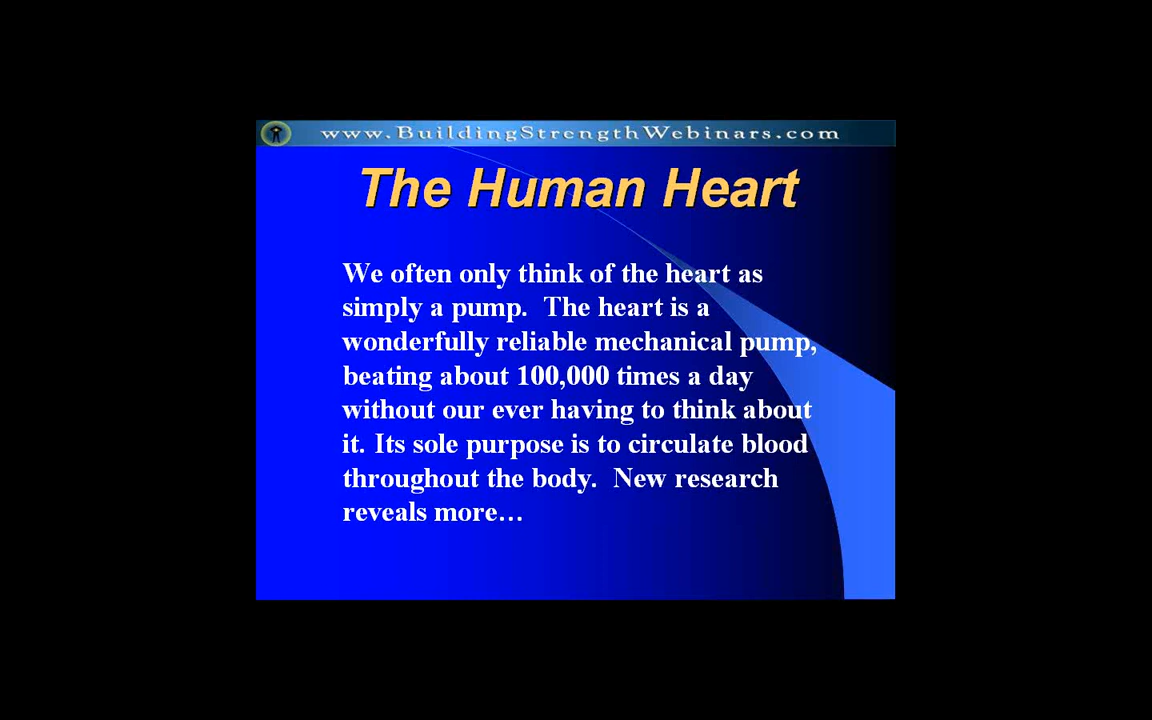 www.BuildingStrengthWebinars.com
The Human Heart
We often only think of the heart as
simply a pump.  The heart is a
wonderfully reliable mechanical pump,
beating about 100,000 times a day
without our ever having to think about
it. Its sole purpose is to circulate blood
throughout the body.  New research
reveals more…